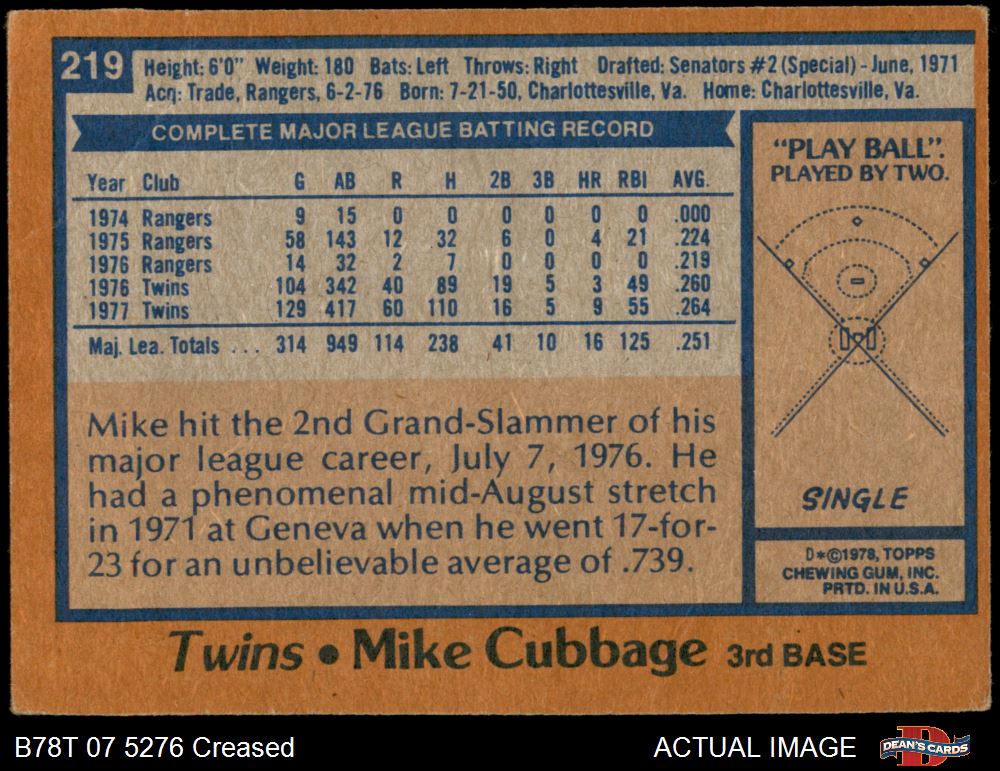 219
Height: 6'0" Weight: 180 Bats: Left Throws: Right Drafted: Senators #2 (Special) - June, 1971
Acq: Trade, Rangers, 6-2-76 Born: 7-21-50, Charlottesville, Va. Home: Charlottesville, Va.
COMPLETE MAJOR LEAGUE BATTING RECORD
Year Club G AB R H 2B 3B HR RBI AVG.
1974 Rangers 9 15 0 0 0 0 0 0 .000
1975 Rangers 58 143 12 32 6 0 4 21 .224
1976 Rangers 14 32 2 7 0 0 0 0 .219
1976 Twins 104 342 40 89 19 5 3 49 .260
1977 Twins 129 417 60 110 16 5 9 55 .264
Maj. Lea. Totals ... 314 949 114 238 41 10 16 125 .251
Mike hit the 2nd Grand-Slammer of his
major league career, July 7, 1976. He
had a phenomenal mid-August stretch
in 1971 at Geneva when he went 17-for-
23 for an unbelievable average of .739.
"PLAY BALL".
PLAYED BY TWO.
SINGLE
D*©1978, TOPPS
CHEWING GUM, INC.
PRTD. IN U.S.A.
Twins • Mike Cubbage 3rd BASE
B78T 07 5276 Creased
ACTUAL IMAGE
DEAN'S CARDS